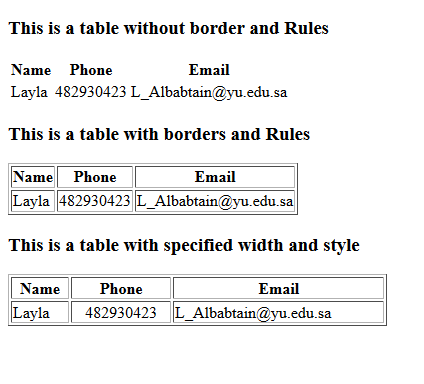 This is a table without border and Rules
Name Phone Email
Layla 482930423 L_Albabtain@yu.edu.sa
This is a table with borders and Rules
Name Phone Email
Layla 482930423 L_Albabtain@yu.edu.sa
This is a table with specified width and style
Name Phone Email
Layla 482930423 L_Albabtain@yu.edu.sa